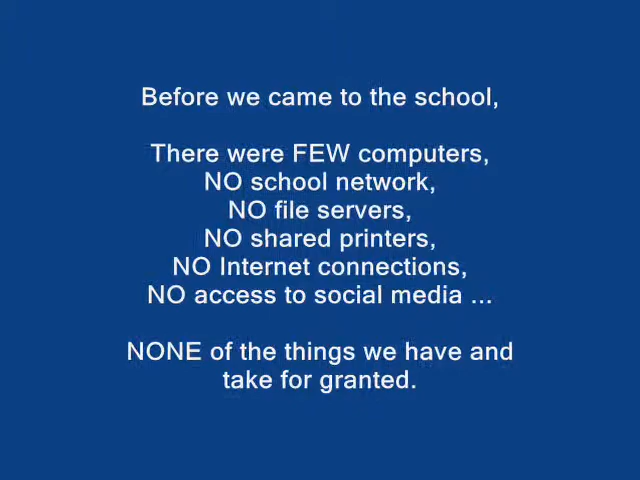 Before we came to the school,
There were FEW computers,
NO school network,
NO file servers,
NO shared printers,
NO Internet connections,
NO access to social media ...
NONE of the things we have and
take for granted.